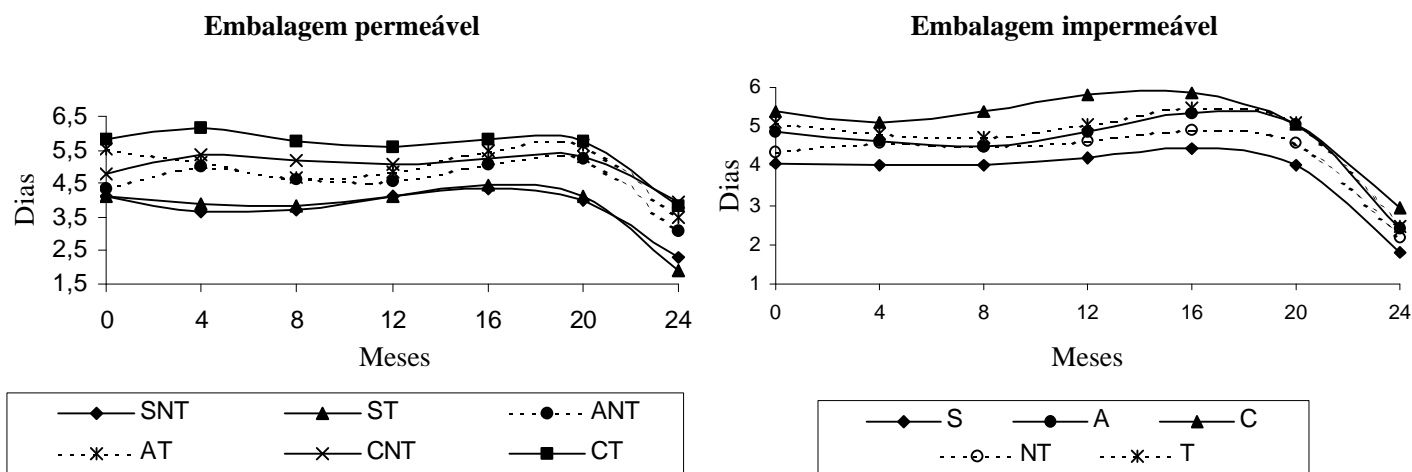 Embalagem permeável
Dias
6,5
5,5
4,5
3,5
2,5
1,5
0 4 8 12 16 20 24
Meses
SNT ST ANT
AT CNT CT
Embalagem impermeável
Dias
6
5
4
3
2
1
0 4 8 12 16 20 24
Meses
S A C
NT T